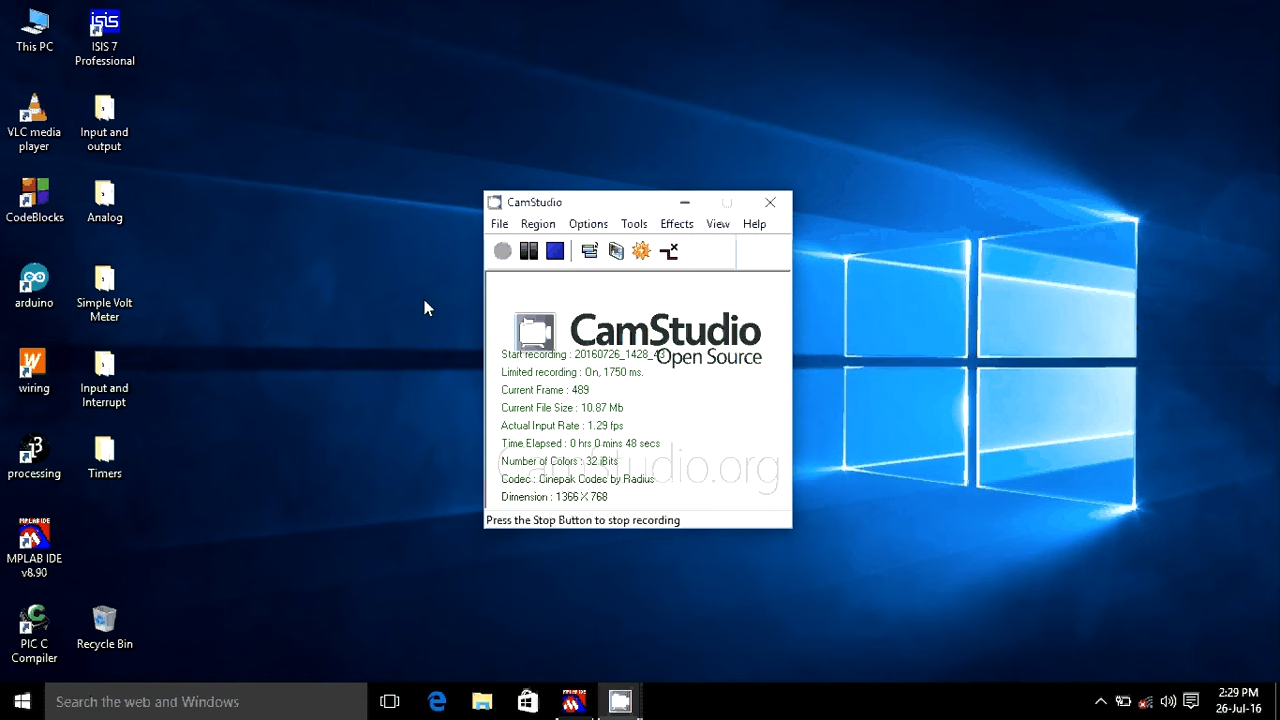 This PC
ISIS 7
Professional
VLC media
player
Input and
output
CodeBlocks
Analog
arduino
Simple Volt
Meter
wiring
Input and
Interrupt
processing
Timers
MPLAB IDE
v8.90
PIC C
Compiler
Recycle Bin
CamStudio
File Region Options Tools Effects View Help
CamStudio
Open Source
Start recording : 20160726_1428_43
Limited recording : On, 1750 ms.
Current Frame : 489
Current File Size : 10.87 Mb
Actual Input Rate : 1.29 fps
Time Elapsed : 0 hrs 0 mins 48 secs
Number of Colors : 32 Bits
CamStudio.org
Codec : Cinepak Codec by Radius
Dimension : 1366 X 768
Press the Stop Button to stop recording
Search the web and Windows
2:29 PM
26-Jul-16